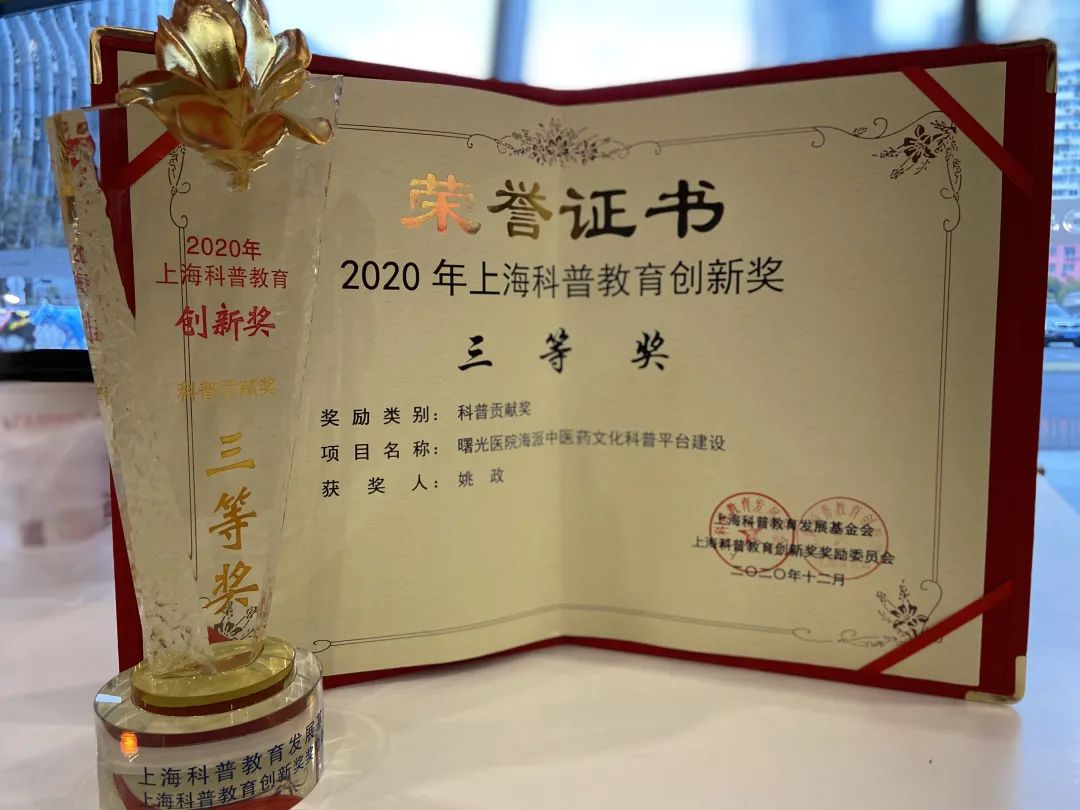 2020年
上海科普教育
创新奖
科普贡献奖
三
等
奖
上海科普教育发展基
上海科普教育创新奖奖
荣誉证书
2020 年上海科普教育创新奖
三 等 奖
奖 励 类 别： 科普贡献奖
项 目 名 称： 曙光医院海派中医药文化科普平台建设
获 奖 人： 姚 政
上海科普教育发展基金会
上海科普教育创新奖奖励委员会
二〇二〇年十二月